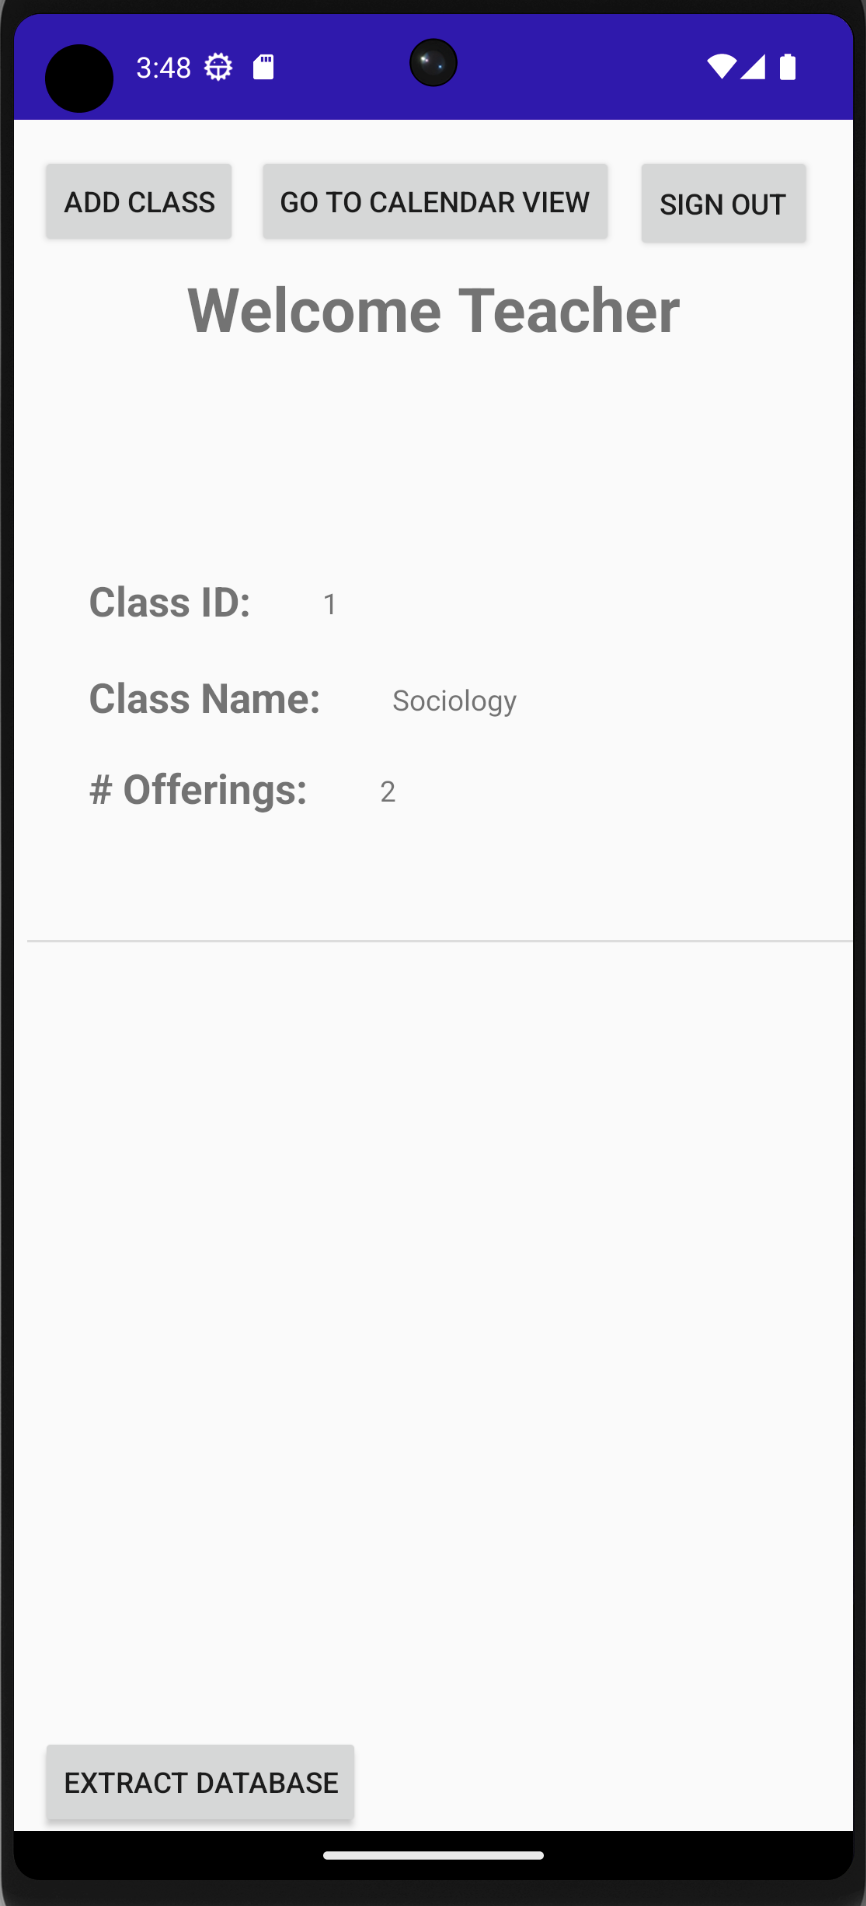 3:48
ADD CLASS GO TO CALENDAR VIEW SIGN OUT
Welcome Teacher
Class ID: 1
Class Name: Sociology
# Offerings: 2
EXTRACT DATABASE